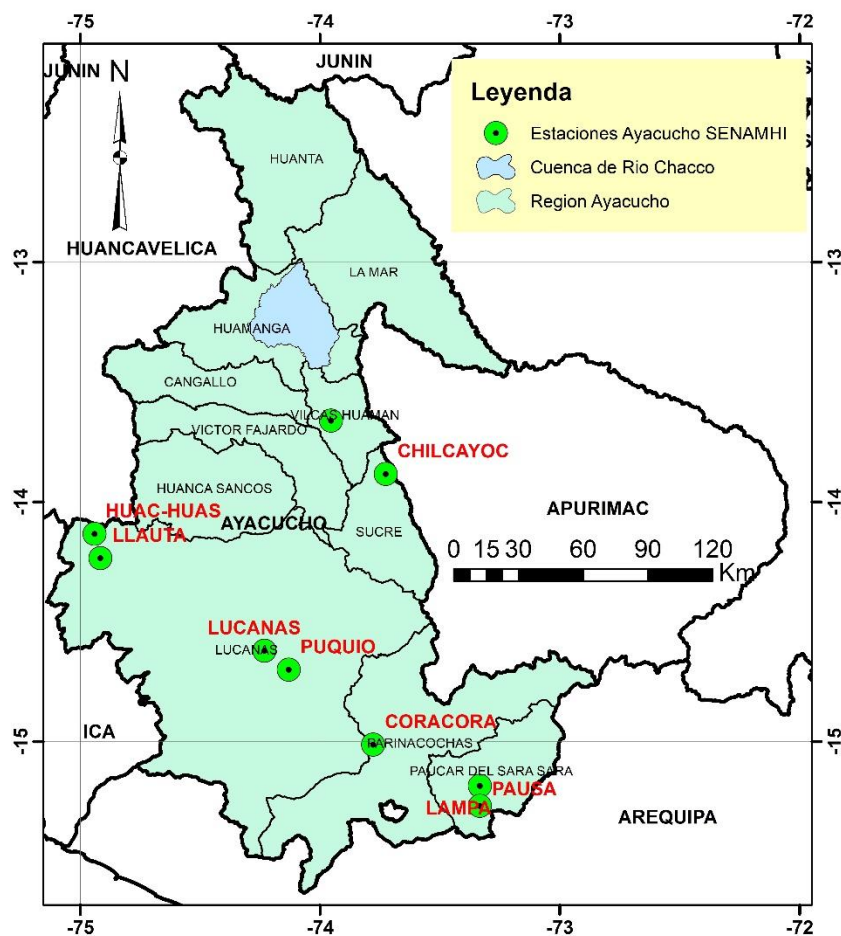 -75
-74
-73
-72
JUNIN
JUNIN
N
Leyenda
Estaciones Ayacucho SENAMHI
Cuenca de Rio Chacco
Region Ayacucho
HUANTA
HUANCAVELICA
-13
-13
LA MAR
HUAMANGA
CANGALLO
VILCAS HUAMAN
VICTOR FAJARDO
CHILCAYOC
HUANCA SANCOS
-14
-14
HUAC-HUAS
APURIMAC
AYACUCHO
LLAUTA
SUCRE
0 15 30 60 90 120
Km
LUCANAS
PUQUIO
LUCANAS
CORACORA
ICA
-15
-15
PARINACOCHAS
PAUCAR DEL SARA SARA
PAUSA
LAMPA
AREQUIPA
-75
-74
-73
-72